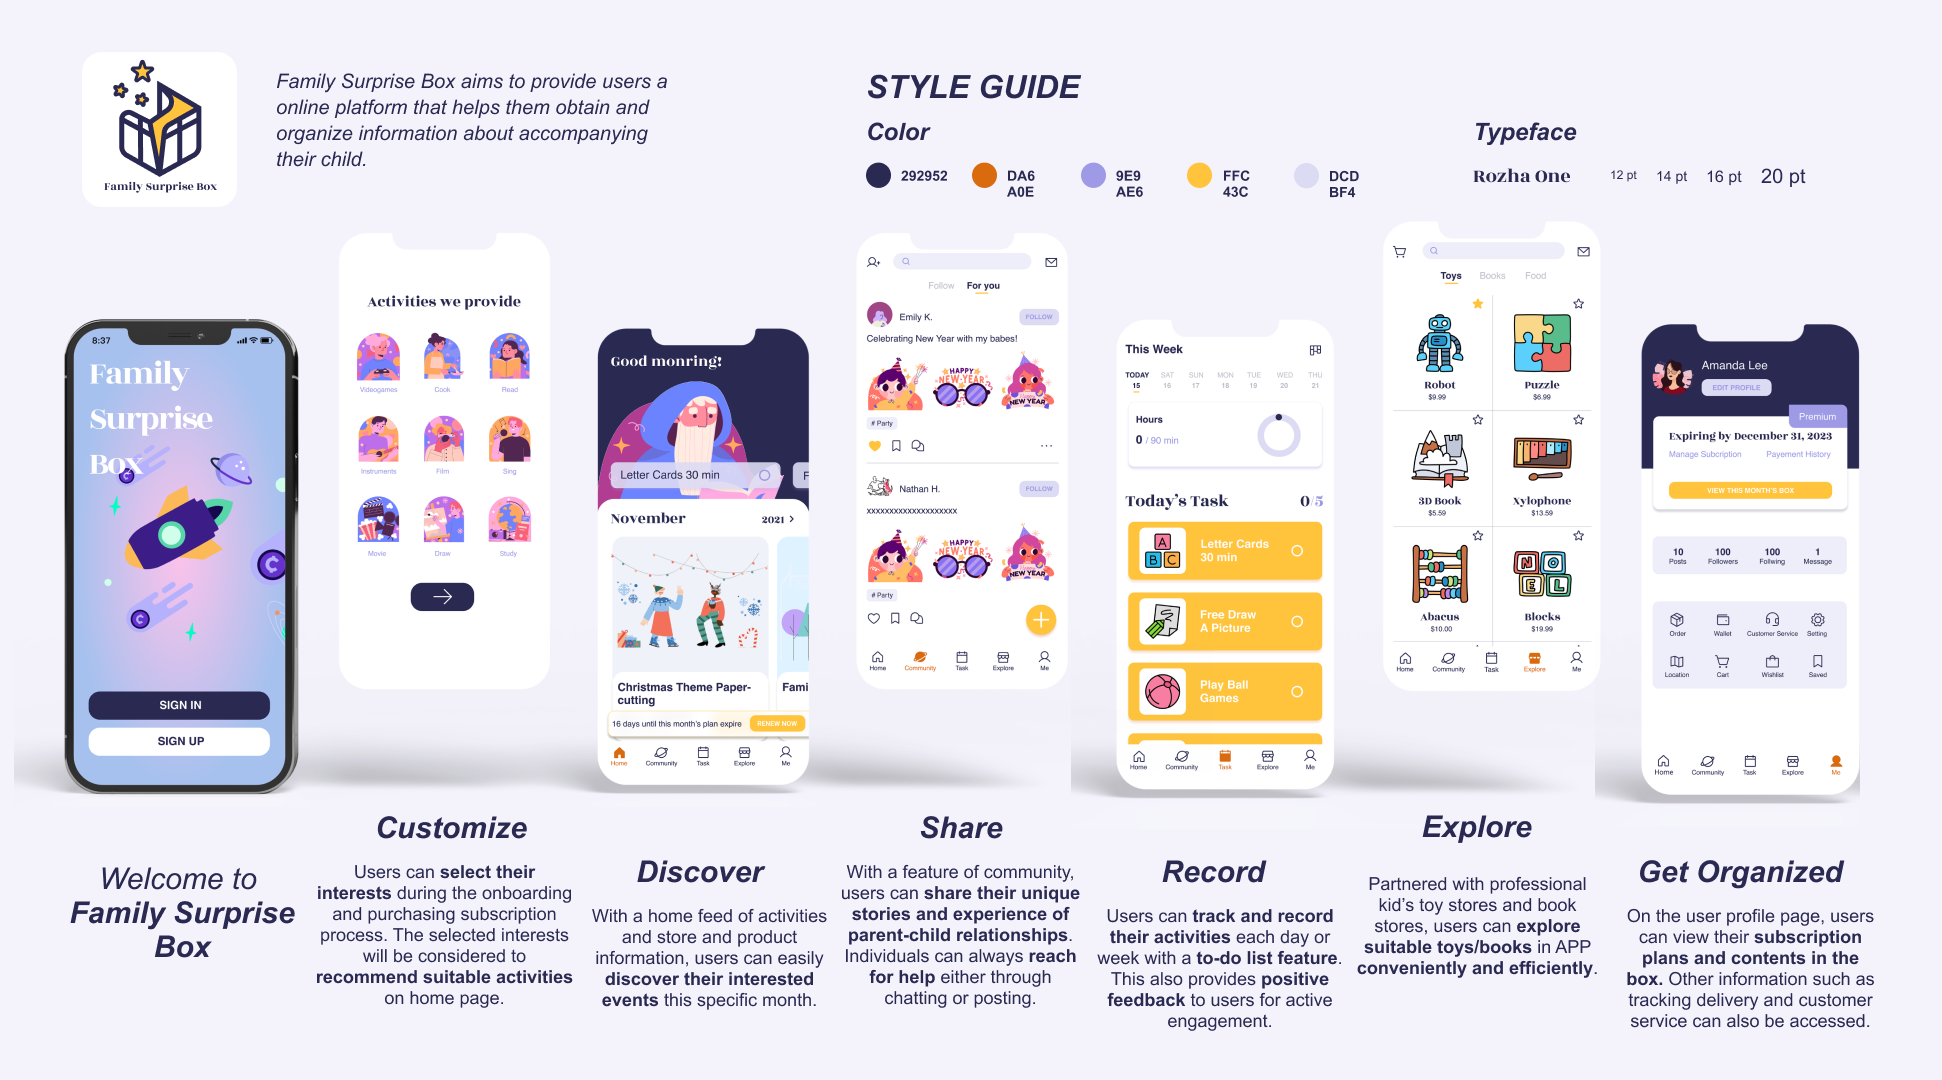 Family Surprise Box
Family Surprise Box aims to provide users a
online platform that helps them obtain and
organize information about accompanying
their child.
STYLE GUIDE
Color
292952
DA6
A0E
9E9
AE6
FFC
43C
DCD
BF4
Typeface
Rozha One
12 pt
14 pt
16 pt
20 pt
8:37
Family
Surprise
Box
SIGN IN
SIGN UP
Welcome to
Family Surprise
Box
Activities we provide
Videogames
Cook
Read
Instruments
Film
Sing
Movie
Draw
Study
Customize
Users can select their
interests during the onboarding
and purchasing subscription
process. The selected interests
will be considered to
recommend suitable activities
on home page.
Good monring!
Letter Cards 30 min
F
November
2021
Christmas Theme Paper-
cutting
Fami
16 days until this month's plan expire
RENEW NOW
Home
Community
Task
Explore
Me
Discover
With a home feed of activities
and store and product
information, users can easily
discover their interested
events this specific month.
Follow
For you
Emily K.
FOLLOW
Celebrating New Year with my babes!
HAPPY
NEW YEAR
NEW YEAR
# Party
Nathan H.
FOLLOW
xxxxxxxxxxxxxxxxxxxx
HAPPY
NEW YEAR
NEW YEAR
# Party
Home
Community
Task
Explore
Me
Share
With a feature of community,
users can share their unique
stories and experience of
parent-child relationships.
Individuals can always reach
for help either through
chatting or posting.
This Week
TODAY
SAT
SUN
MON
TUE
WED
THU
15
16
17
18
19
20
21
Hours
0 / 90 min
Today's Task
0/5
A
B C
Letter Cards
30 min
Free Draw
A Picture
Play Ball
Games
Home
Community
Task
Explore
Me
Record
Users can track and record
their activities each day or
week with a to-do list feature.
This also provides positive
feedback to users for active
engagement.
Toys
Books
Food
Robot
$9.99
Puzzle
$6.99
3D Book
$5.59
Xylophone
$13.59
N O
E L
Abacus
$10.00
Blocks
$19.99
Home
Community
Task
Explore
Me
Explore
Partnered with professional
kid's toy stores and book
stores, users can explore
suitable toys/books in APP
conveniently and efficiently.
Amanda Lee
EDIT PROFILE
Premium
Expiring by December 31, 2023
Manage Subcription
Payement History
VIEW THIS MONTH'S BOX
10
100
100
1
Posts
Followers
Follwing
Message
Order
Wallet
Customer Service
Setting
Location
Cart
Wishlist
Saved
Home
Community
Task
Explore
Me
Get Organized
On the user profile page, users
can view their subscription
plans and contents in the
box. Other information such as
tracking delivery and customer
service can also be accessed.